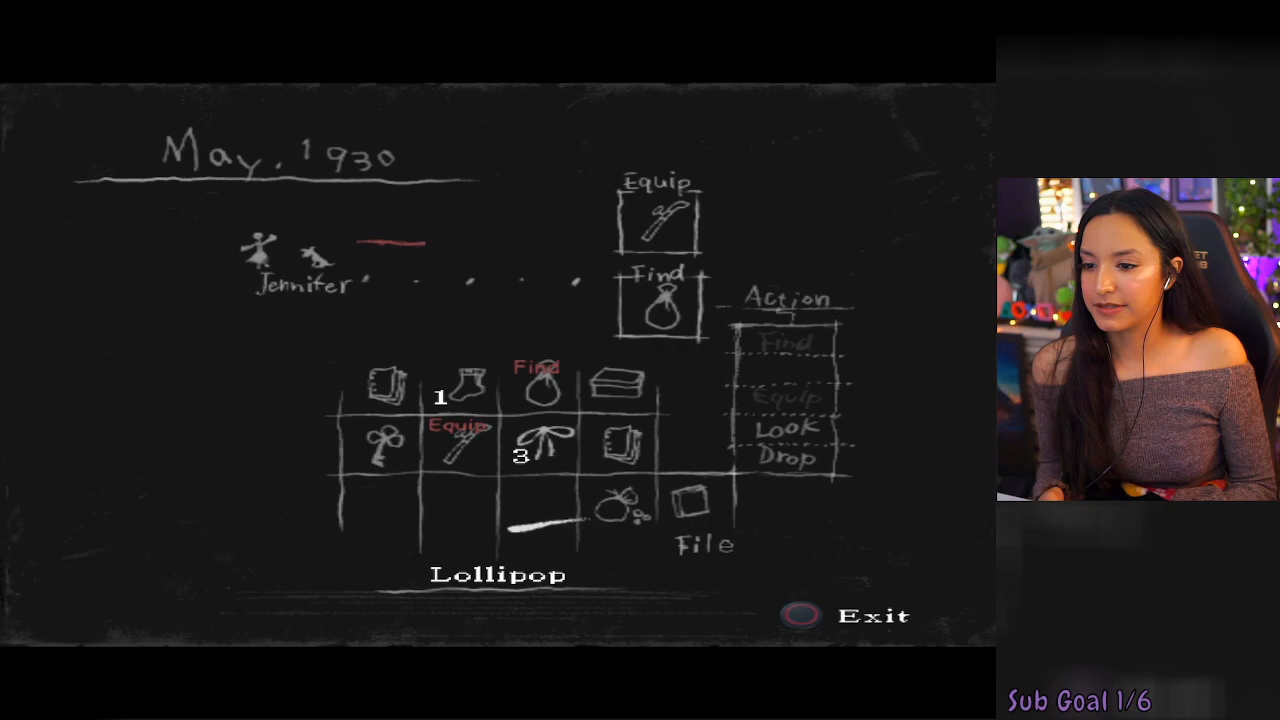 May. 1930
Equip
Jennifer
Find
Action
Find
Equip
Look
Drop
Find
1
Equip
3
File
Lollipop
Exit
Sub Goal 1/6